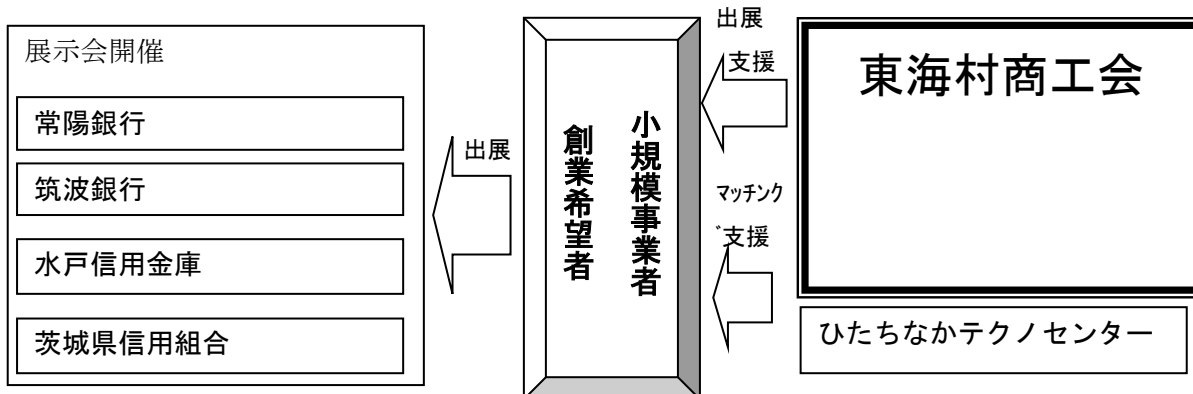 展示会開催
常陽銀行
筑波銀行
水戸信用金庫
茨城県信用組合
出展
小規模事業者
創業希望者
出展
支援
マッチング
支援
東海村商工会
ひたちなかテクノセンター